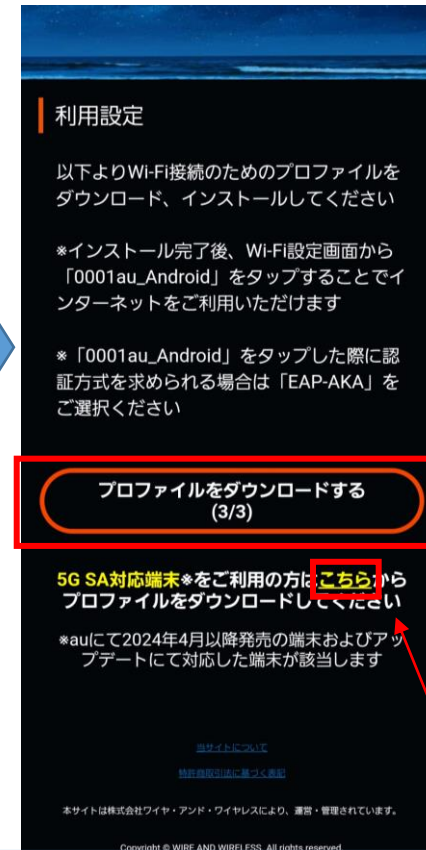 利用設定
以下よりWi-Fi接続のためのプロファイルを
ダウンロード、インストールしてください
※インストール完了後、Wi-Fi設定画面から
「0001au_Android」をタップすることでイ
ンターネットをご利用いただけます
※「0001au_Android」をタップした際に認
証方式を求められる場合は「EAP-AKA」を
ご選択ください
プロファイルをダウンロードする
(3/3)
5G SA対応端末※をご利用の方はこちらから
プロファイルをダウンロードしてください
※auにて2024年4月以降発売の端末およびアッ
プデートにて対応した端末が該当します
当サイトについて
特定商取引法に基づく表記
本サイトは株式会社ワイヤ・アンド・ワイヤレスにより、運営・管理されています。
Copyright © WIRE AND WIRELESS. All rights reserved.